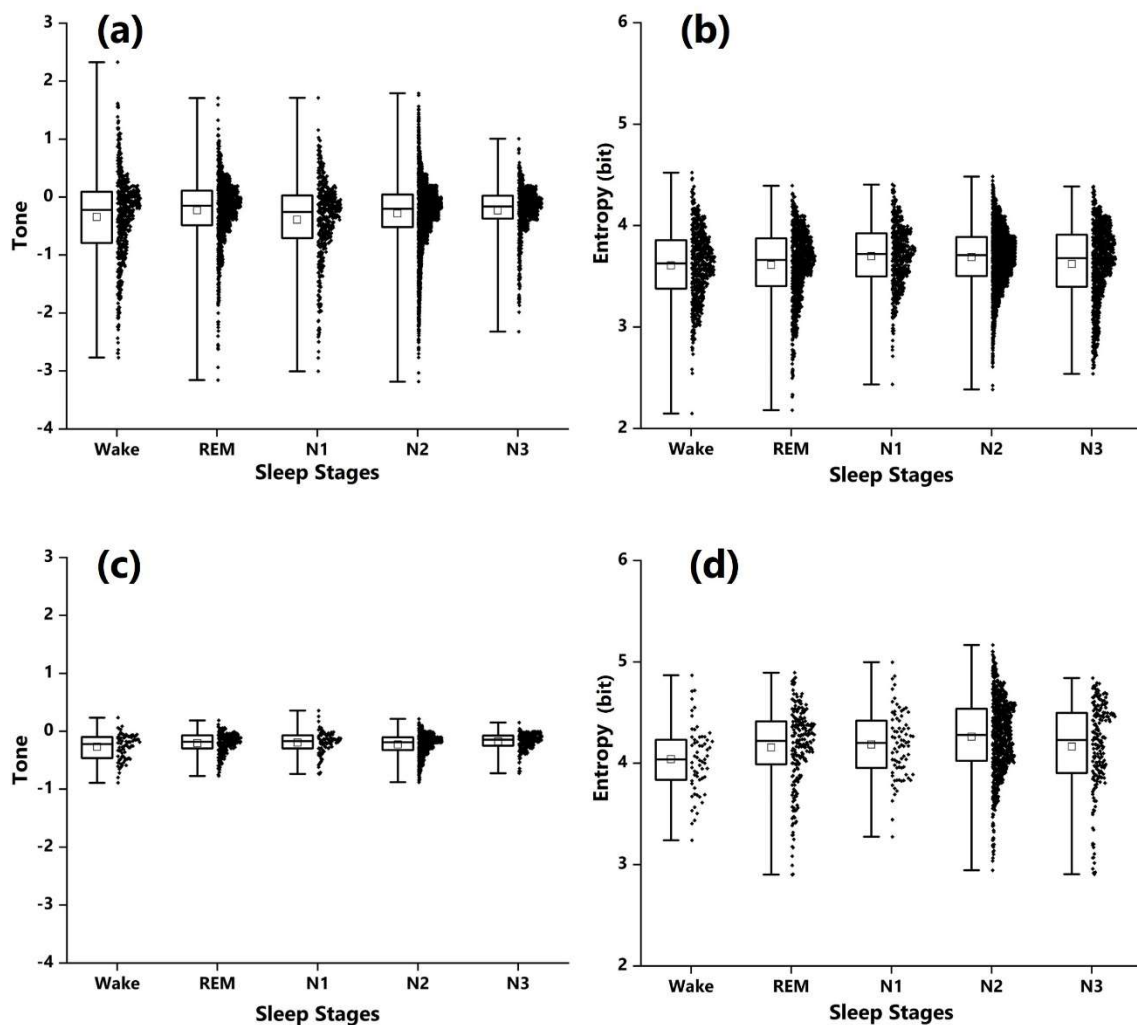 (a)
3
2
1
0
-1
-2
-3
-4
Tone
Wake REM N1 N2 N3
Sleep Stages
(b)
6
5
4
3
2
Entropy (bit)
Wake REM N1 N2 N3
Sleep Stages
(c)
3
2
1
0
-1
-2
-3
-4
Tone
Wake REM N1 N2 N3
Sleep Stages
(d)
6
5
4
3
2
Entropy (bit)
Wake REM N1 N2 N3
Sleep Stages